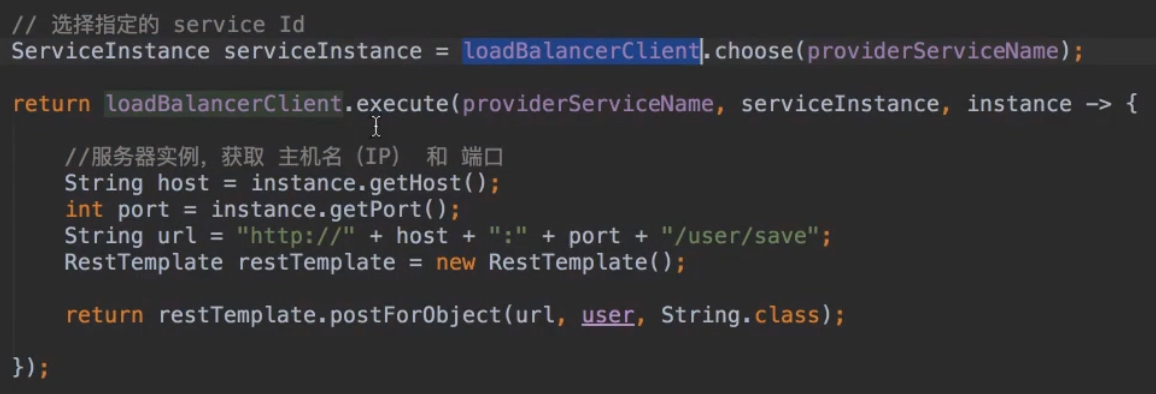 // 选择指定的 service Id
ServiceInstance serviceInstance = loadBalancerClient.choose(providerServiceName);
return loadBalancerClient.execute(providerServiceName, serviceInstance, instance -> {
//服务器实例，获取 主机名（IP） 和 端口
String host = instance.getHost();
int port = instance.getPort();
String url = "http://" + host + ":" + port + "/user/save";
RestTemplate restTemplate = new RestTemplate();
return restTemplate.postForObject(url, user, String.class);
});